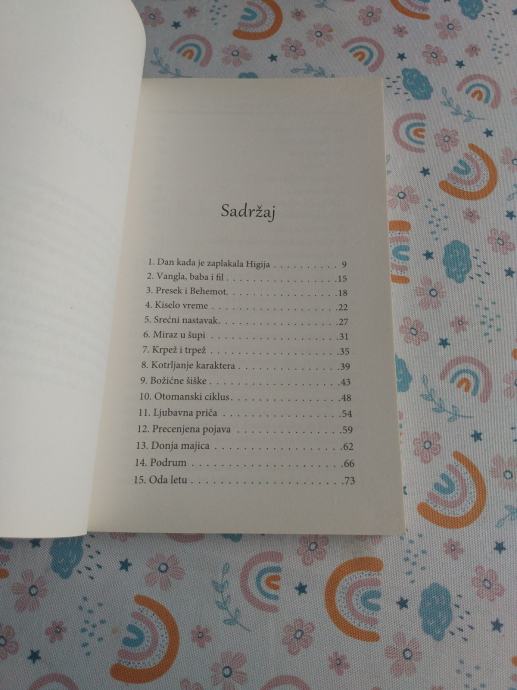 Sadržaj
1. Dan kada je zaplakala Higija . . . . . . . . . . 9
2. Vangla, baba i fil . . . . . . . . . . . . . . . . .15
3. Presek i Behemot. . . . . . . . . . . . . . . . .18
4. Kiselo vreme . . . . . . . . . . . . . . . . . . . .22
5. Srećni nastavak. . . . . . . . . . . . . . . . . .27
6. Miraz u šupi . . . . . . . . . . . . . . . . . . . .31
7. Krpež i trpež . . . . . . . . . . . . . . . . . . . .35
8. Kotrljanje karaktera . . . . . . . . . . . . . . .39
9. Božićne šiške . . . . . . . . . . . . . . . . . . . .43
10. Otomanski ciklus. . . . . . . . . . . . . . . . .48
11. Ljubavna priča . . . . . . . . . . . . . . . . . .54
12. Precenjena pojava . . . . . . . . . . . . . . . .59
13. Donja majica . . . . . . . . . . . . . . . . . . .62
14. Podrum . . . . . . . . . . . . . . . . . . . . . . .66
15. Oda letu . . . . . . . . . . . . . . . . . . . . . . .73